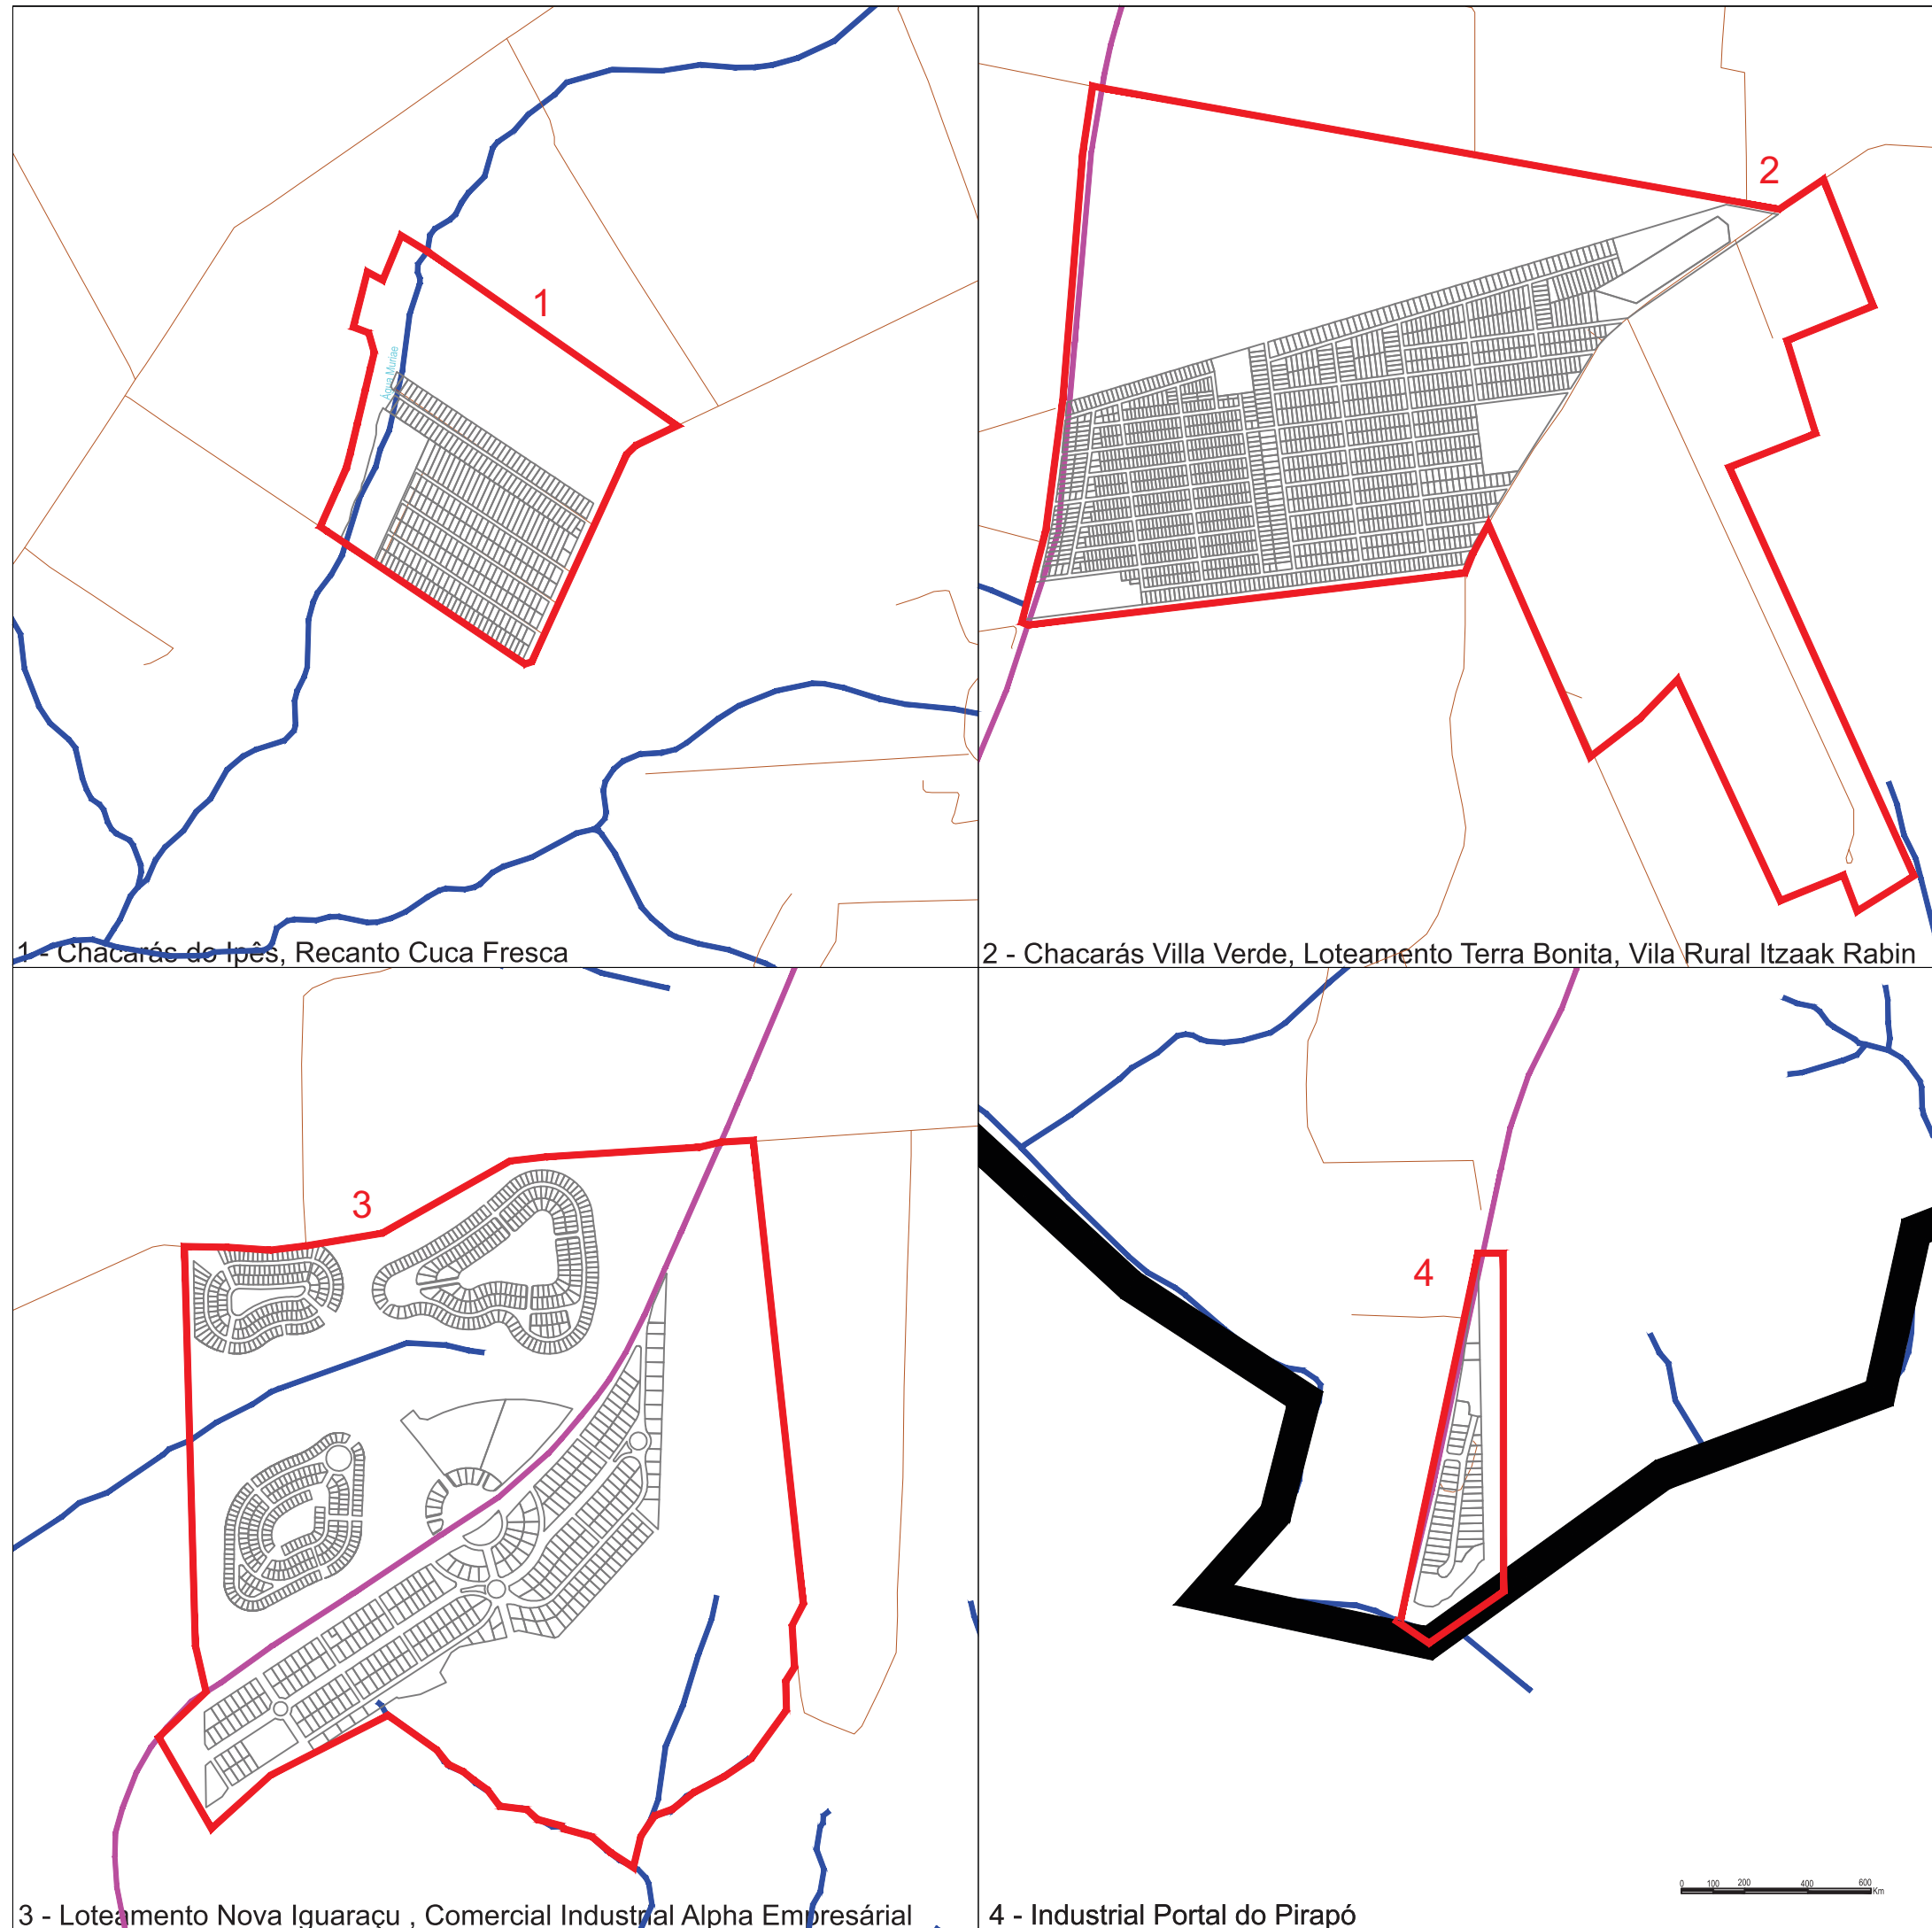 1
Água Muriae
1 - Chacarás do Ipês, Recanto Cuca Fresca
2
2 - Chacarás Villa Verde, Loteamento Terra Bonita, Vila Rural Itzaak Rabin
3
3 - Loteamento Nova Iguaraçu , Comercial Industrial Alpha Empresárial
4
0 100 200 400 600
Km
4 - Industrial Portal do Pirapó